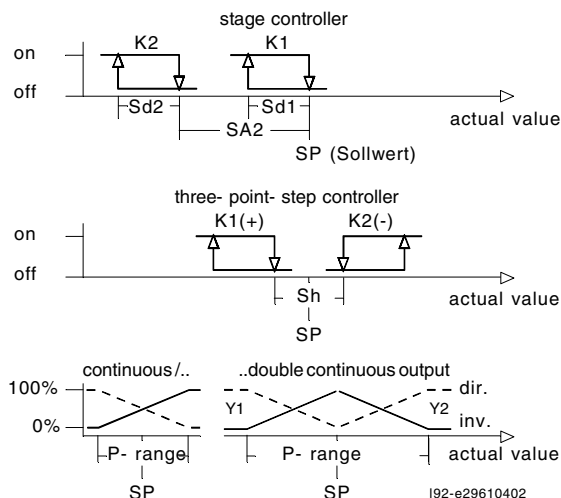 stage controller
on
K2
K1
off
Sd2
Sd1
actual value
SA2
SP (Sollwert)
three- point- step controller
K1(+)
K2(-)
on
off
Sh
actual value
SP
continuous /..
..double continuous output
100%
dir.
Y1
Y2
0%
inv.
P- range
P- range
actual value
SP
SP
I92-e29610402